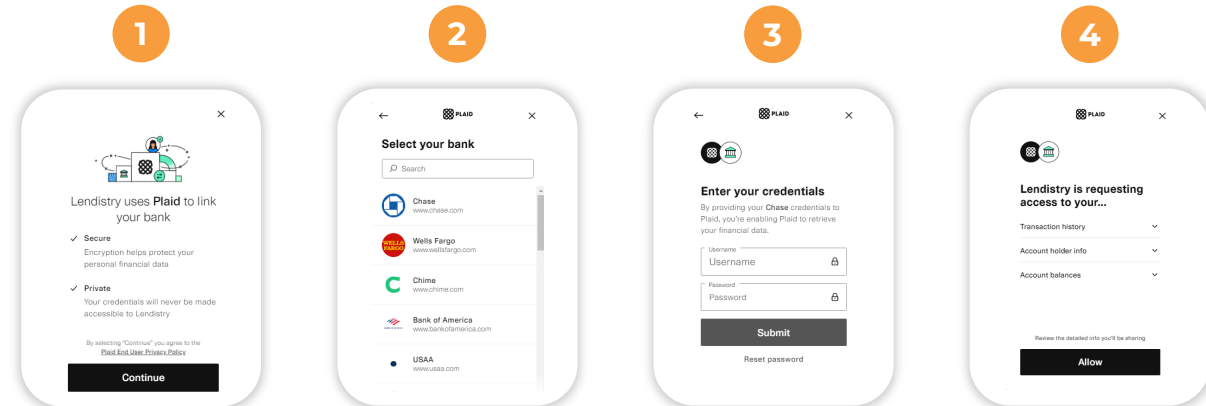 1
Lendistry uses Plaid to link
your bank
Secure
Encryption helps protect your
personal financial data
Private
Your credentials will never be made
accessible to Lendistry
By selecting "Continue" you agree to the
Plaid End User Privacy Policy
Continue
2
PLAID
Select your bank
Search
Chase
www.chase.com
WELLS
FARGO
Wells Fargo
www.wellsfargo.com
Chime
www.chime.com
Bank of America
www.bankofamerica.com
USAA
www.usaa.com
3
PLAID
Enter your credentials
By providing your Chase credentials to
Plaid, you're enabling Plaid to retrieve
your financial data.
Username
Username
Password
Password
Submit
Reset password
4
PLAID
Lendistry is requesting
access to your...
Transaction history
Account holder info
Account balances
Review the detailed info you'll be sharing
Allow